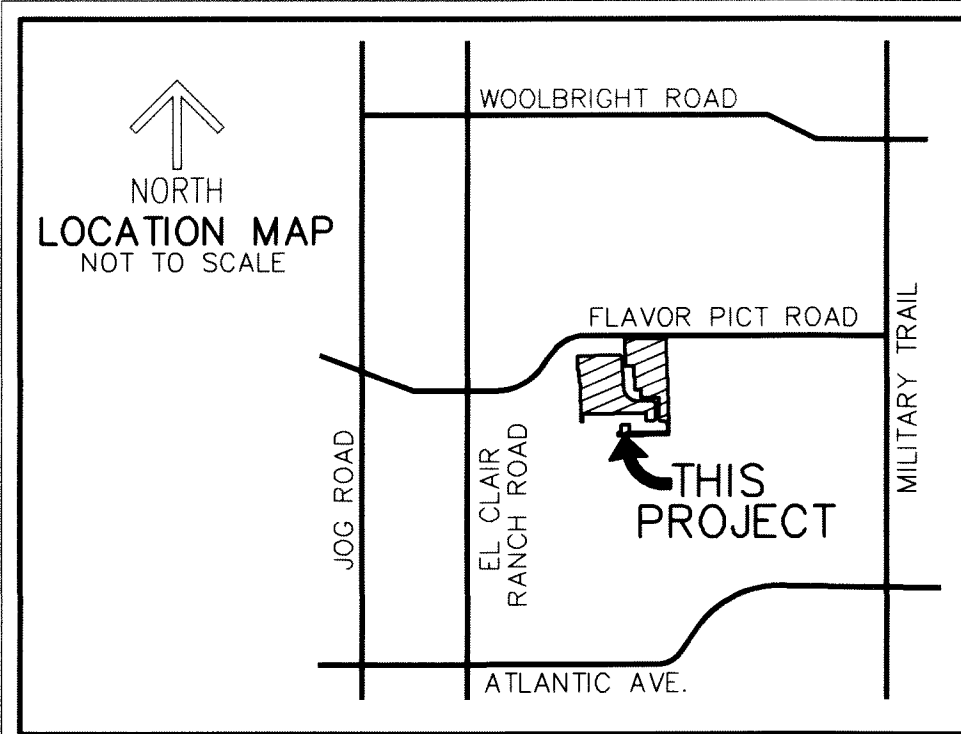 WOOLBRIGHT ROAD
NORTH
LOCATION MAP
NOT TO SCALE
FLAVOR PICT ROAD
MILITARY TRAIL
JOG ROAD
EL CLAIR
RANCH ROAD
THIS
PROJECT
ATLANTIC AVE.